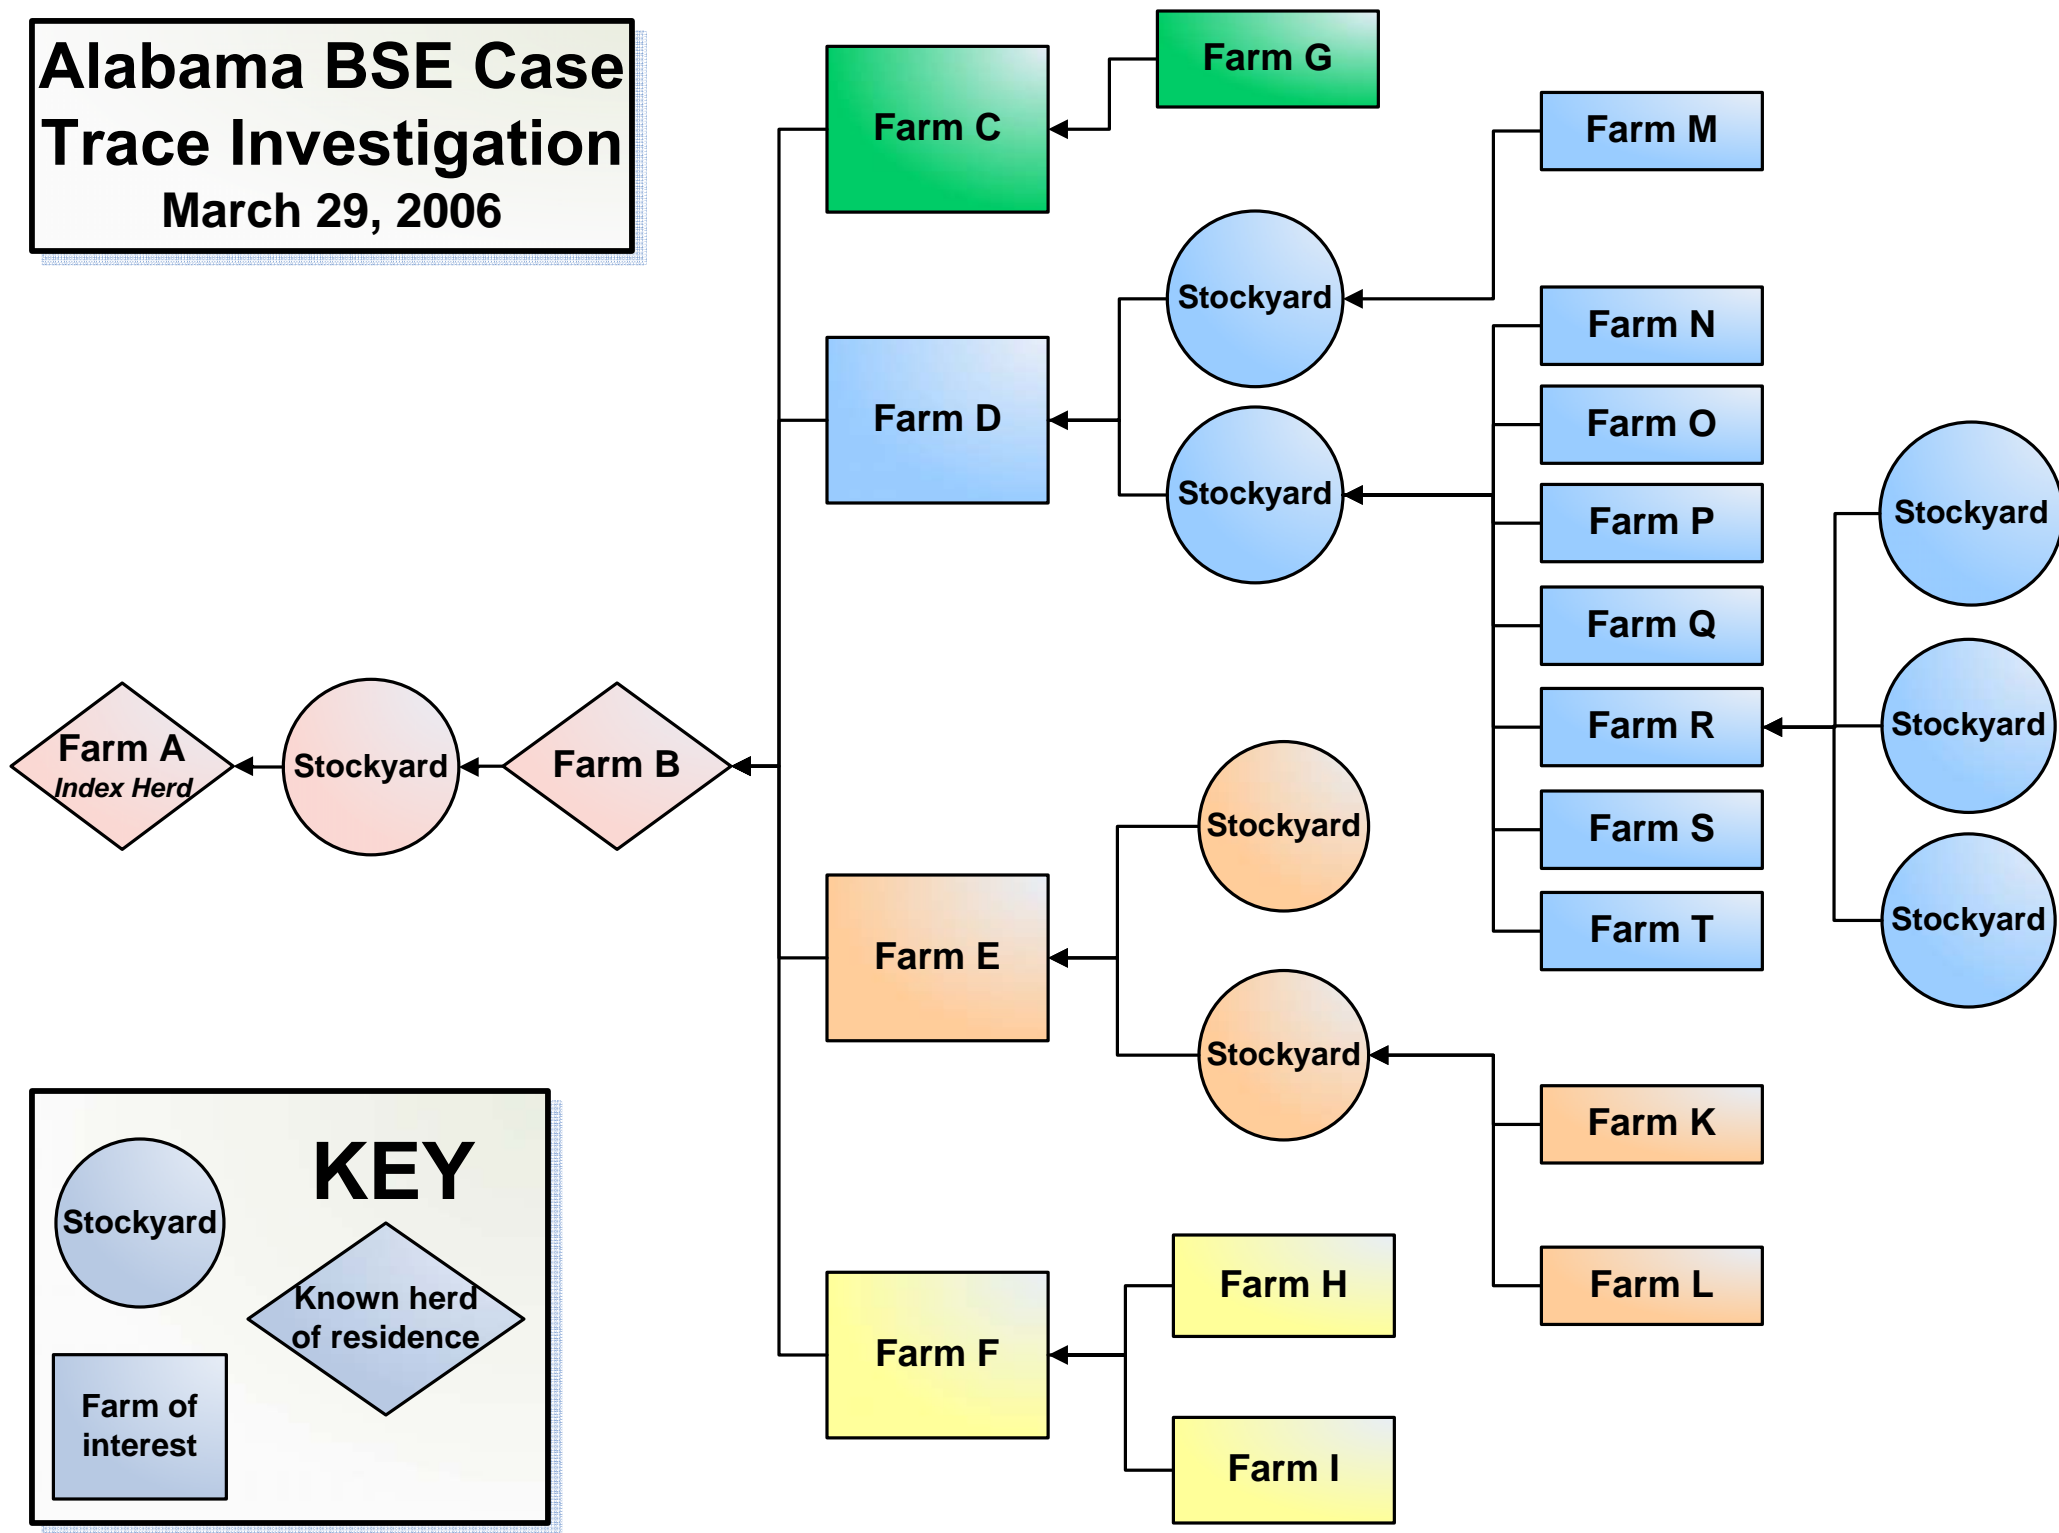 Alabama BSE Case
Trace Investigation
March 29, 2006
Farm G
Farm C
Farm M
Stockyard
Farm N
Farm D
Farm O
Stockyard
Farm P
Stockyard
Farm Q
Farm R
Stockyard
Farm A
Index Herd
Stockyard
Farm B
Stockyard
Farm S
Farm T
Stockyard
Farm E
Stockyard
Farm K
KEY
Stockyard
Known herd
of residence
Farm of
interest
Farm H
Farm L
Farm F
Farm I